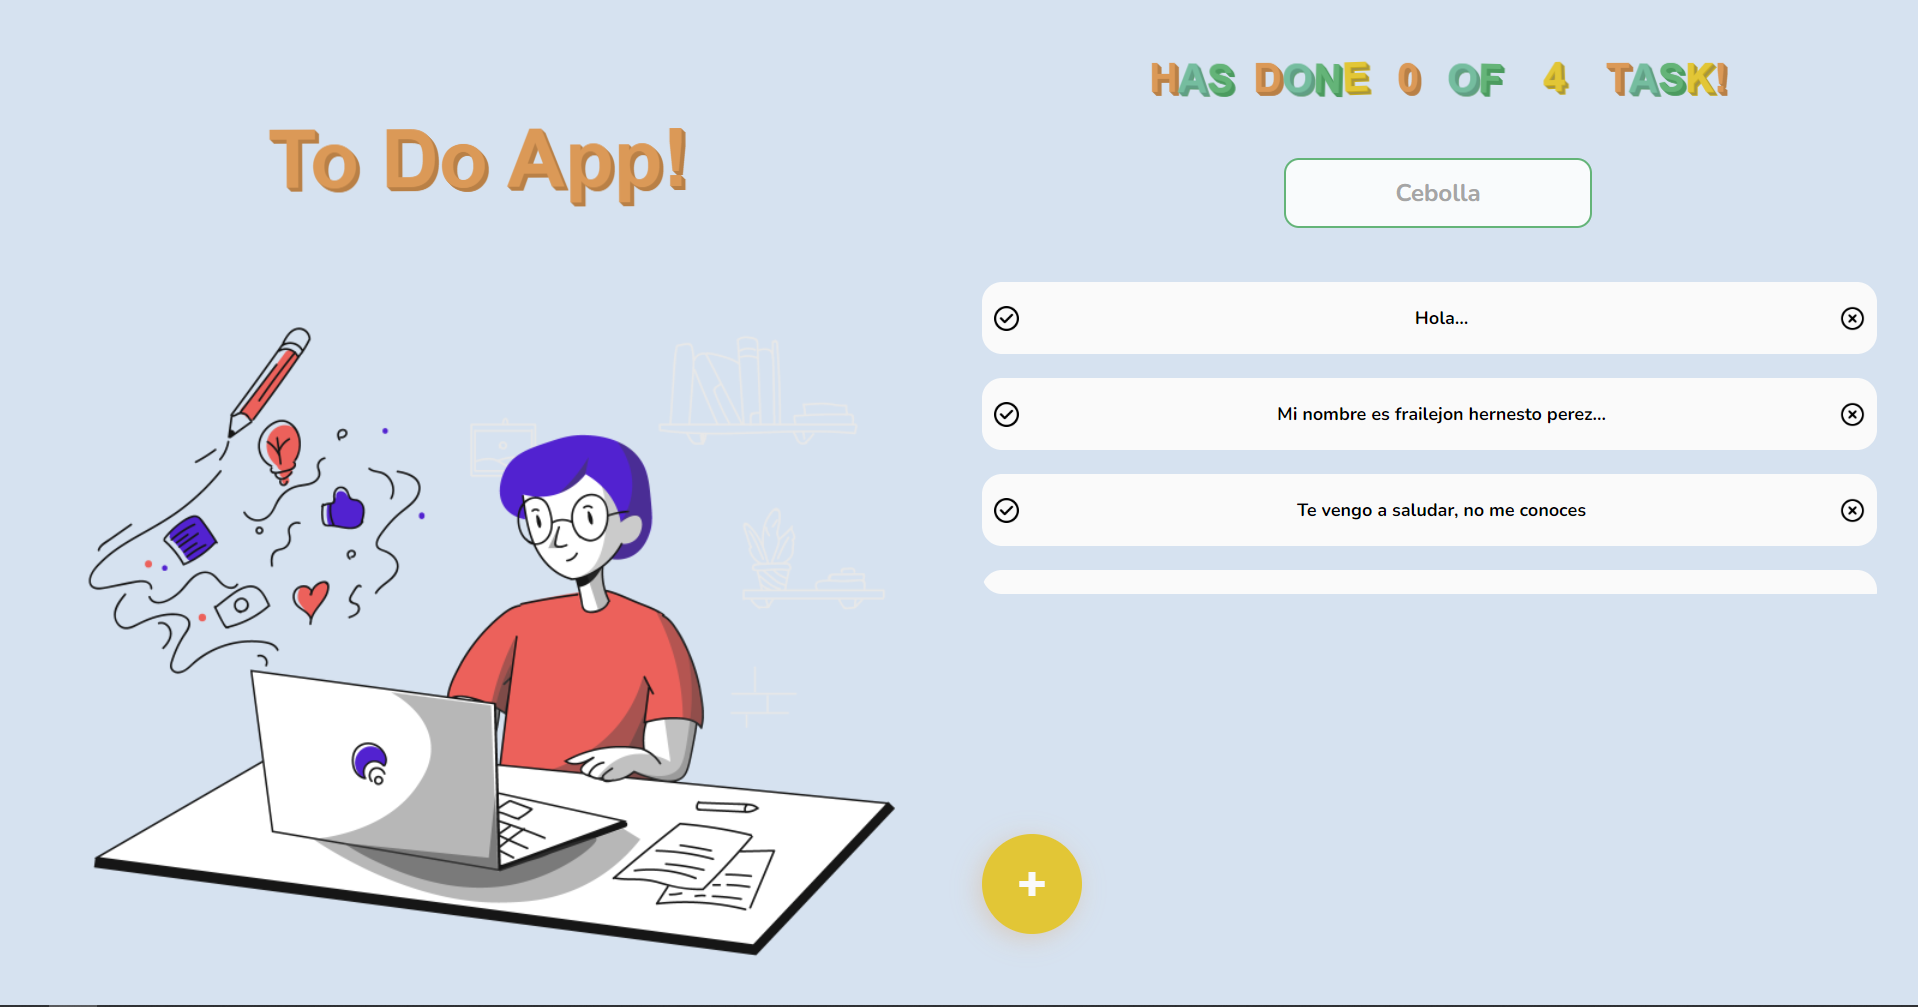 To Do App!
HAS DONE 0 OF 4 TASK!
Cebolla
Hola...
Mi nombre es frailejon hernesto perez...
Te vengo a saludar, no me conoces